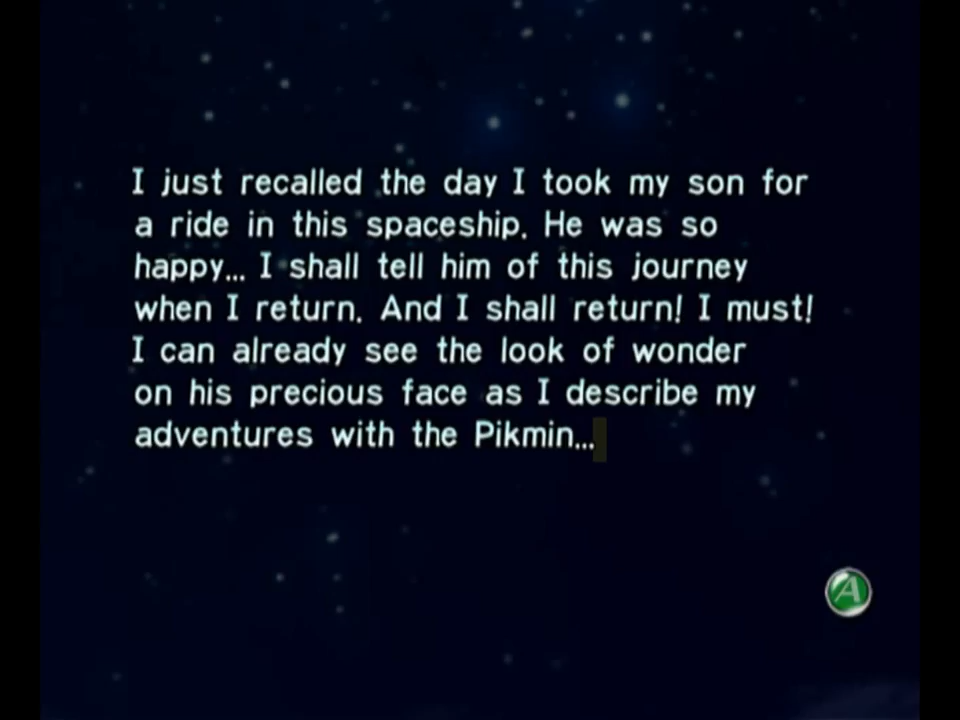 I just recalled the day I took my son for
a ride in this spaceship. He was so
happy... I shall tell him of this journey
when I return. And I shall return! I must!
I can already see the look of wonder
on his precious face as I describe my
adventures with the Pikmin...
A